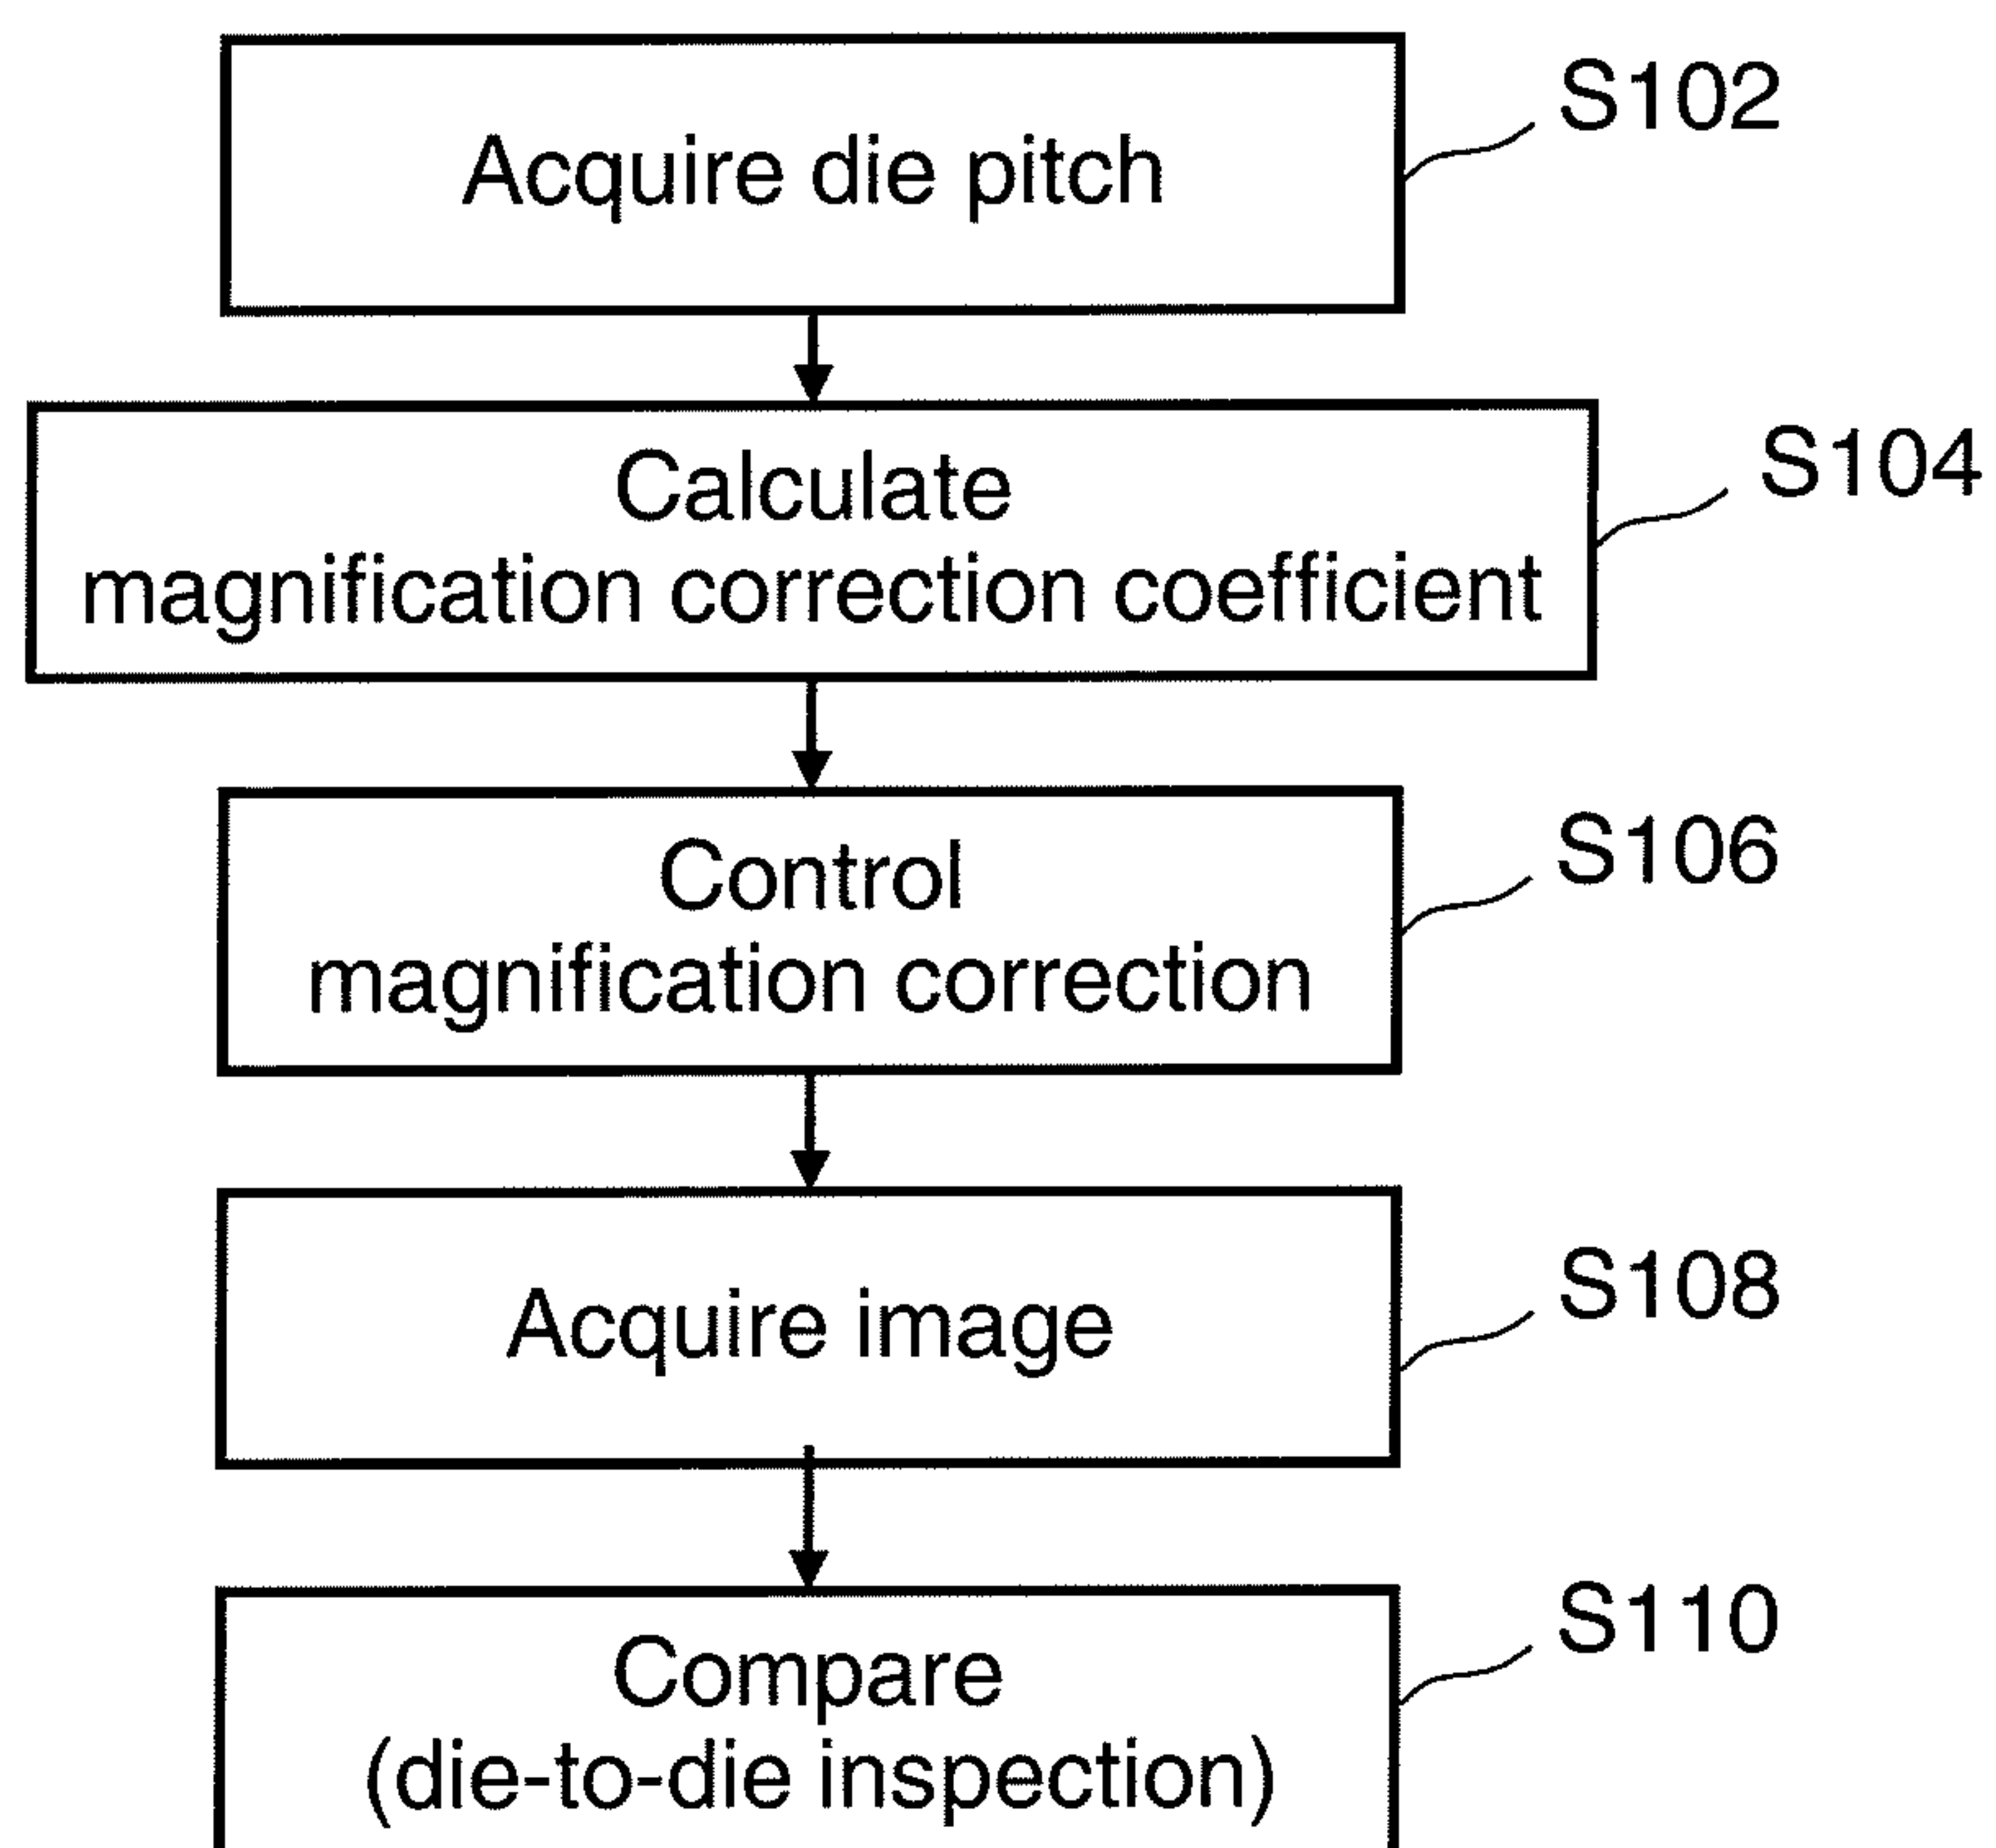 Acquire die pitch
S102
Calculate
magnification correction coefficient
S104
Control
magnification correction
S106
Acquire image
S108
Compare
(die-to-die inspection)
S110